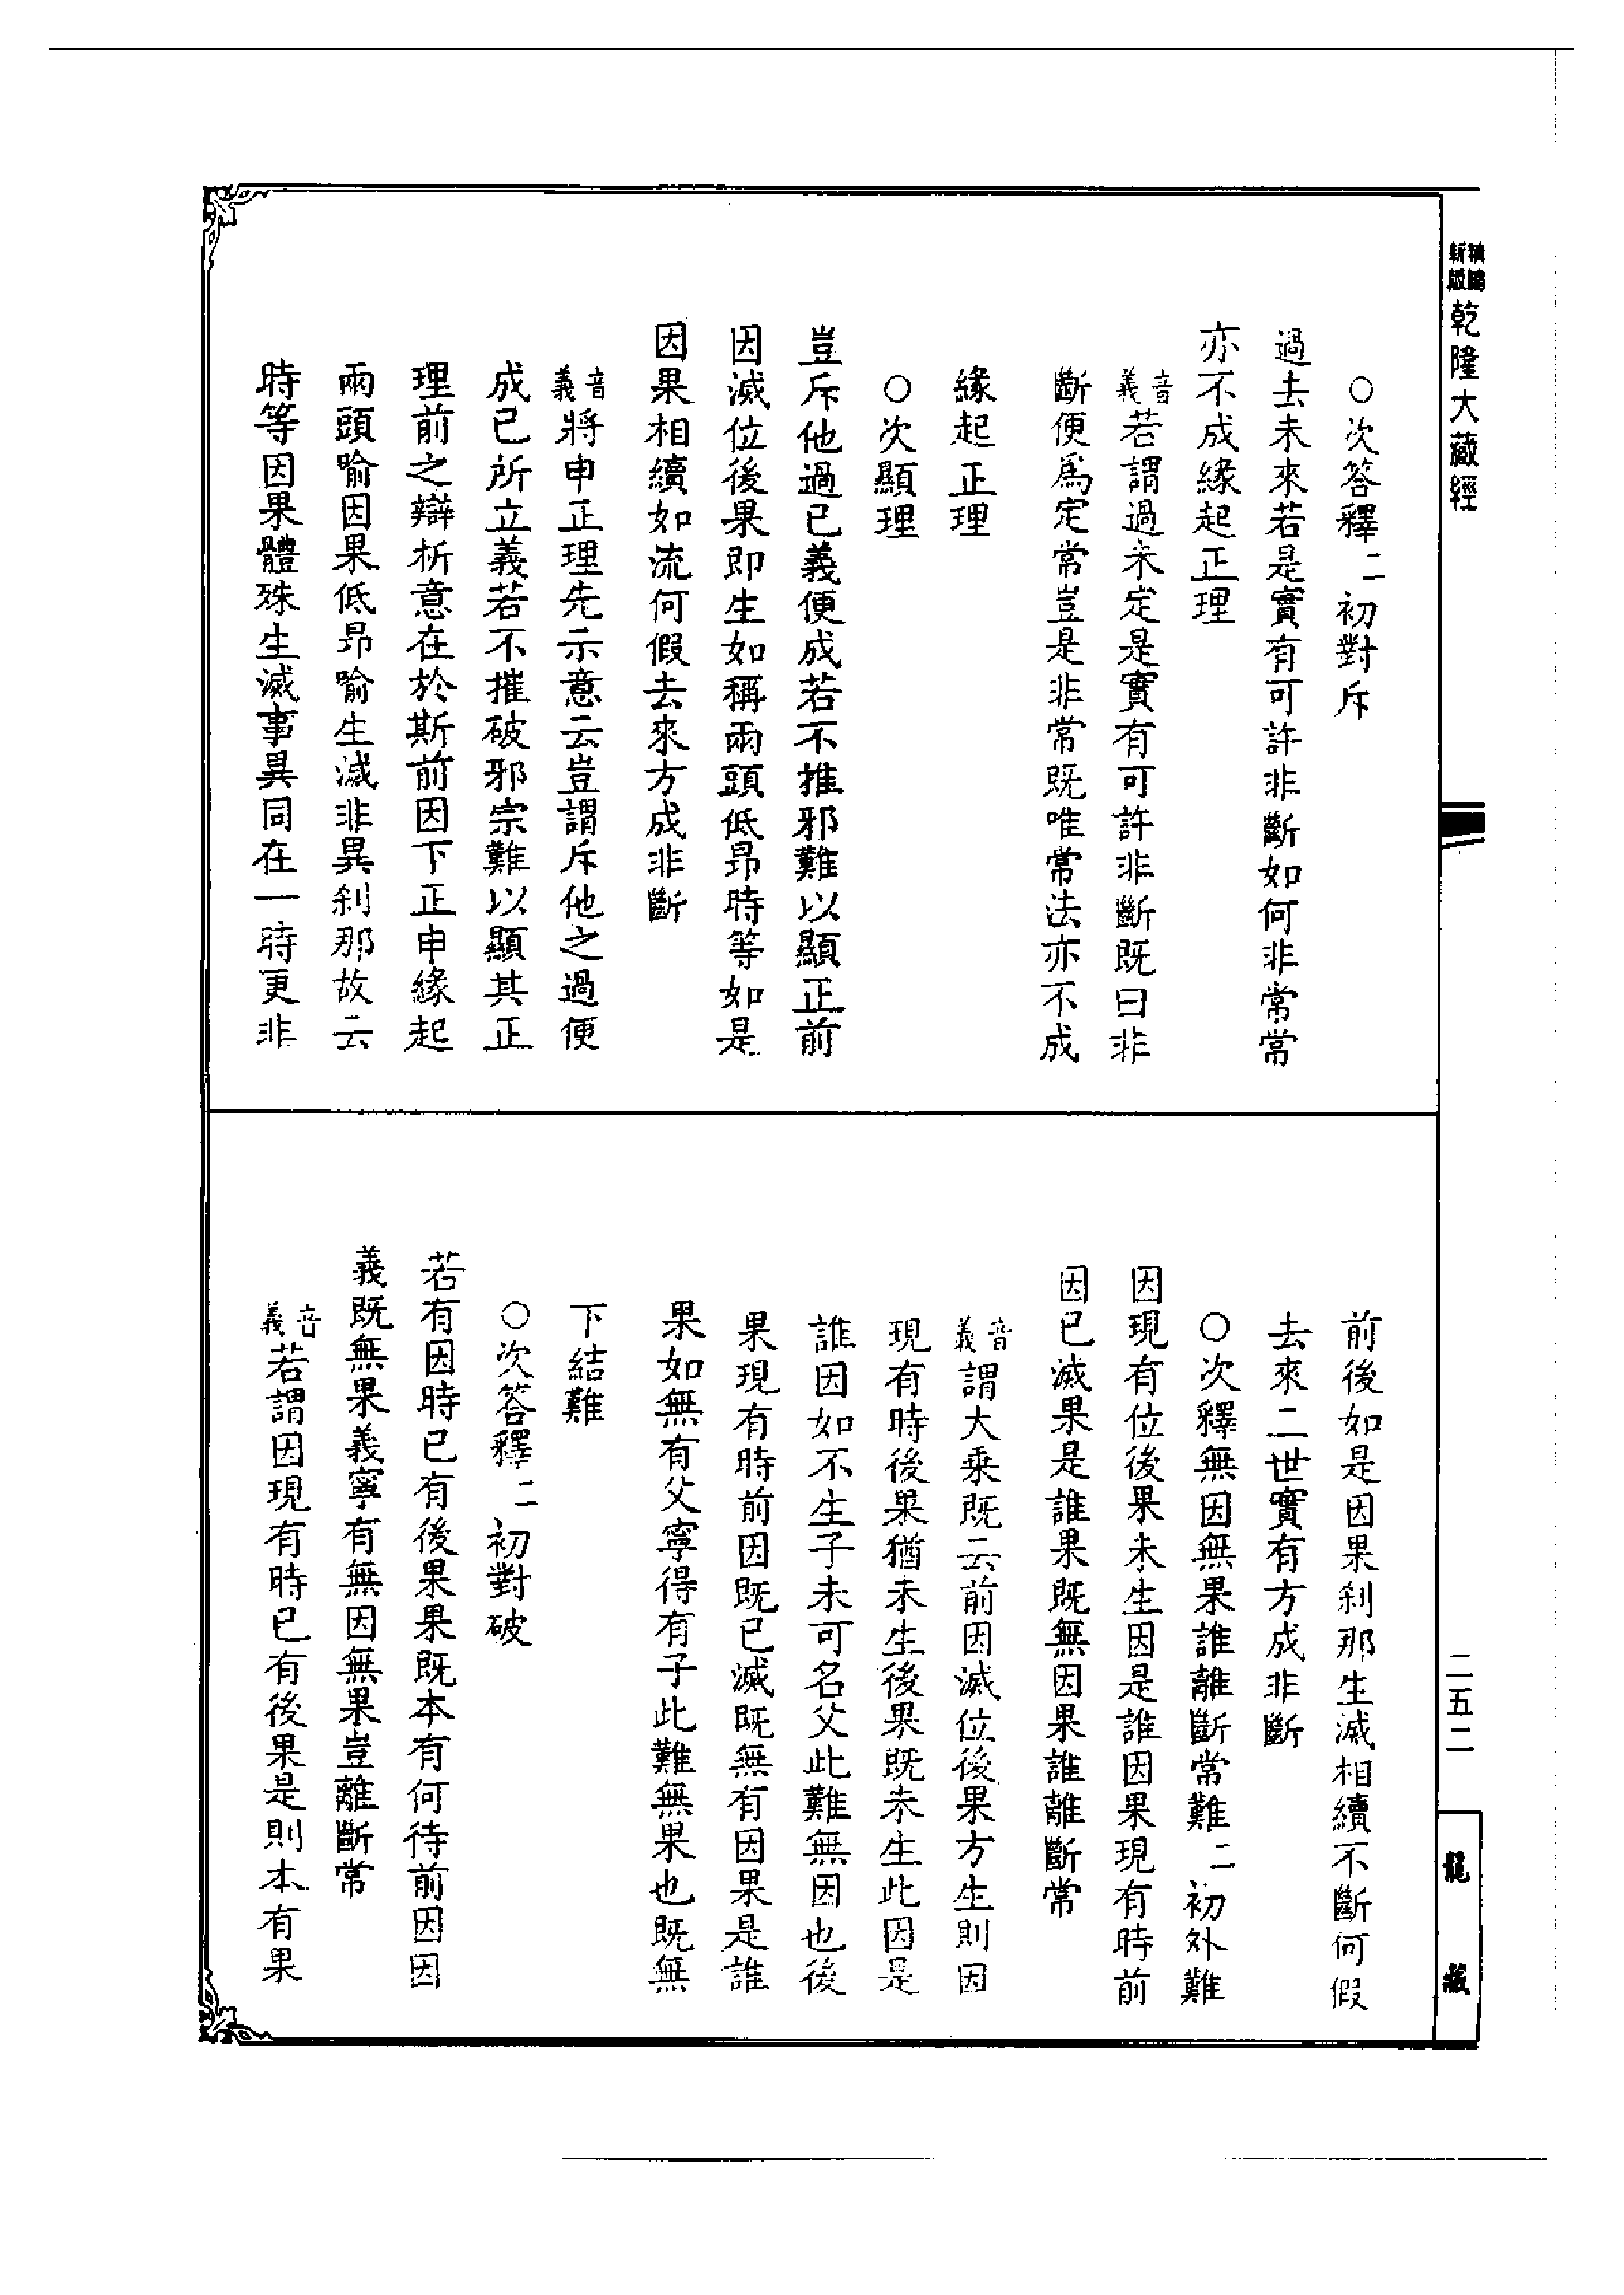 新版
精縮
乾隆大藏經
○次答釋二初對斥
過去未來若是實有可許非斷如何非常常
亦不成緣起正理
音義若謂過未定是實有可許非斷既曰非
斷便為定常豈是非常既唯常法亦不成
緣起正理
○次顯理
豈斥他過已義便成若不摧邪難以顯正前
因滅位後果即生如稱兩頭低昂時等如是
因果相續如流何假去來方成非斷
音義將申正理先示意云豈謂斥他之過便
成已所立義若不摧破邪宗難以顯其正
理前之辯析意在於斯前因下正申緣起
兩頭喻因果低昂喻生滅非異剎那故云
時等因果體殊生滅事異同在一時更非
前後如是因果剎那生滅相續不斷何假
去來二世實有方成非斷
○次釋無因無果誰離斷常難二初外難
因現有位後果未生因是誰因果現有時前
因已滅果是誰果既無因果誰離斷常
音義謂大乘既云前因滅位後果方生則因
現有時後果猶未生後果既未生此因是
誰因如不生子未可名父此難無因也後
果現有時前因既已滅既無有因果是誰
果如無有父寧得有子此難無果也既無
下結難
○次答釋二初對破
若有因時已有後果果既本有何待前因因
義既無果義寧有無因無果豈離斷常
音義若謂因現有時已有後果是則本有果
二五二
龍藏